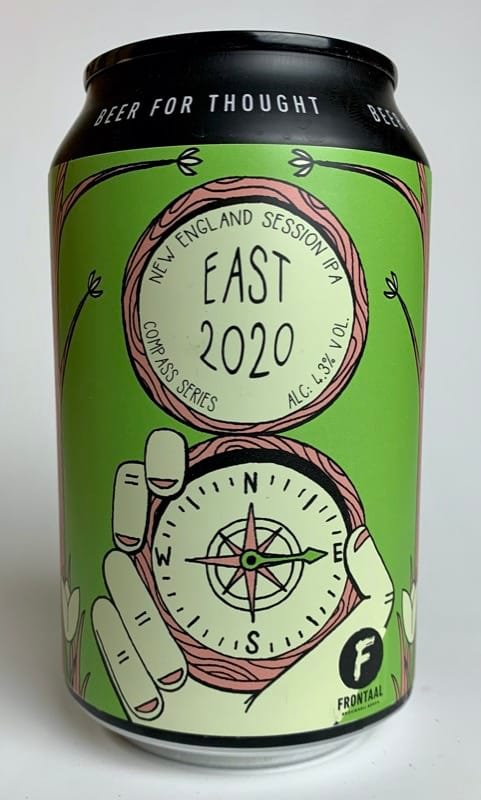 BEER FOR THOUGHT
BEER
NEW ENGLAND SESSION IPA
EAST
2020
COMPASS SERIES
ALC: 4.3% VOL.
N
W
E
S
F
FRONTAAL